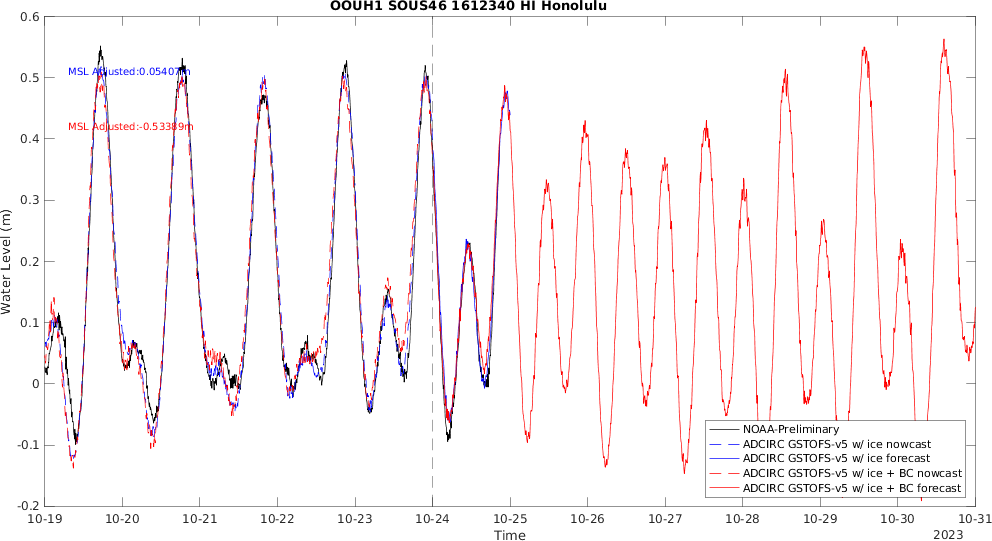 OOUH1 SOUS46 1612340 HI Honolulu
0.6
0.5
0.4
0.3
0.2
0.1
0
-0.1
-0.2
Water Level (m)
MSL Adjusted:0.05407m
MSL Adjusted:-0.53389m
NOAA-Preliminary
ADCIRC GSTOFS-v5 w/ ice nowcast
ADCIRC GSTOFS-v5 w/ ice forecast
ADCIRC GSTOFS-v5 w/ ice + BC nowcast
ADCIRC GSTOFS-v5 w/ ice + BC forecast
10-19 10-20 10-21 10-22 10-23 10-24 10-25 10-26 10-27 10-28 10-29 10-30 10-31
Time
2023